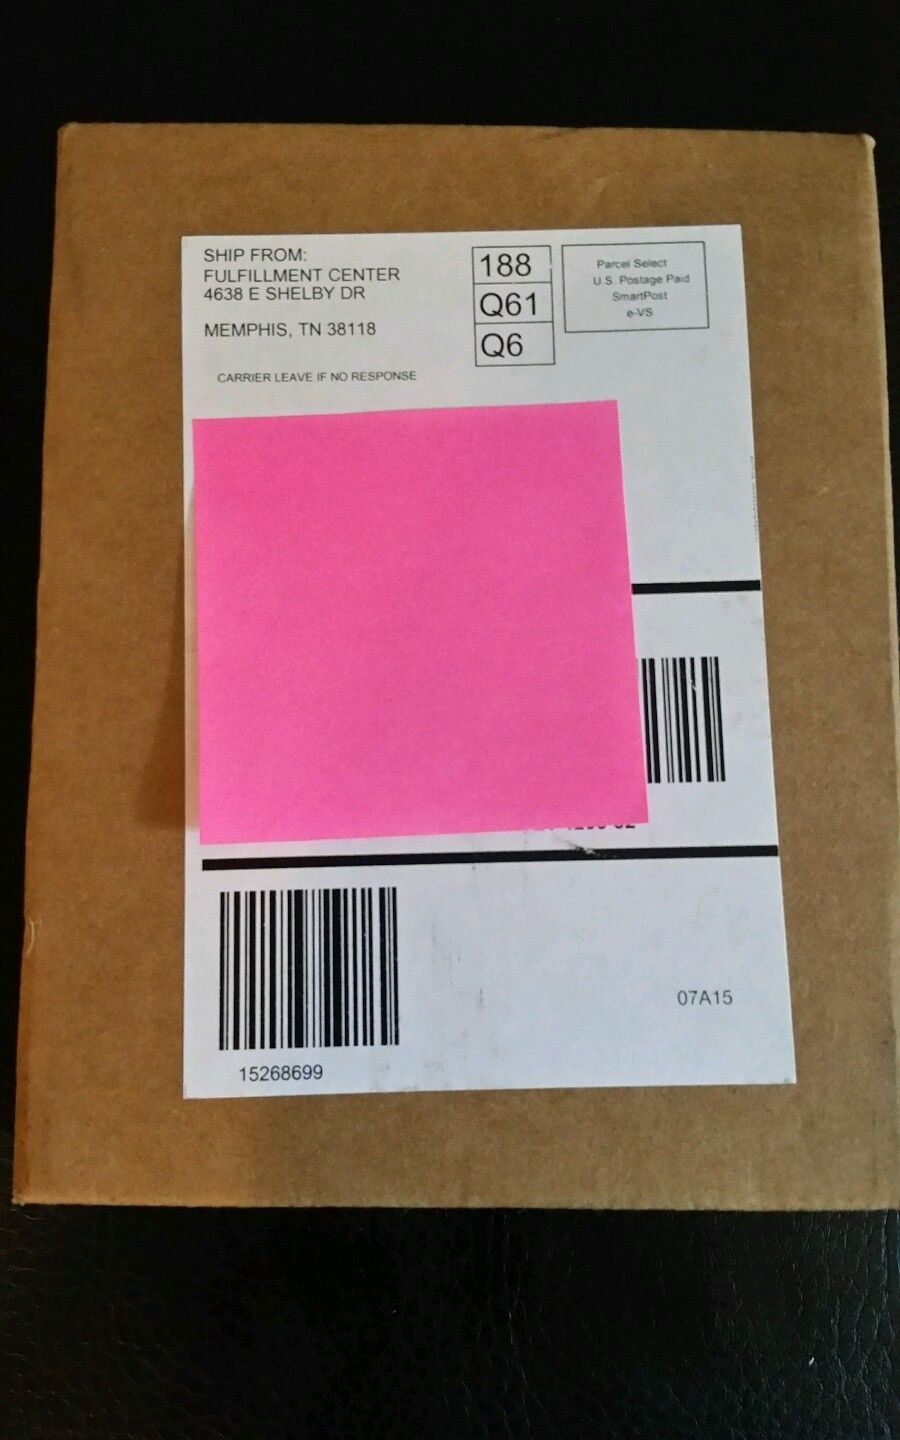 SHIP FROM:
FULFILLMENT CENTER
4638 E SHELBY DR
MEMPHIS, TN 38118
CARRIER LEAVE IF NO RESPONSE
188
Q61
Q6
Parcel Select
U.S. Postage Paid
SmartPost
e-VS
07A15
15268699